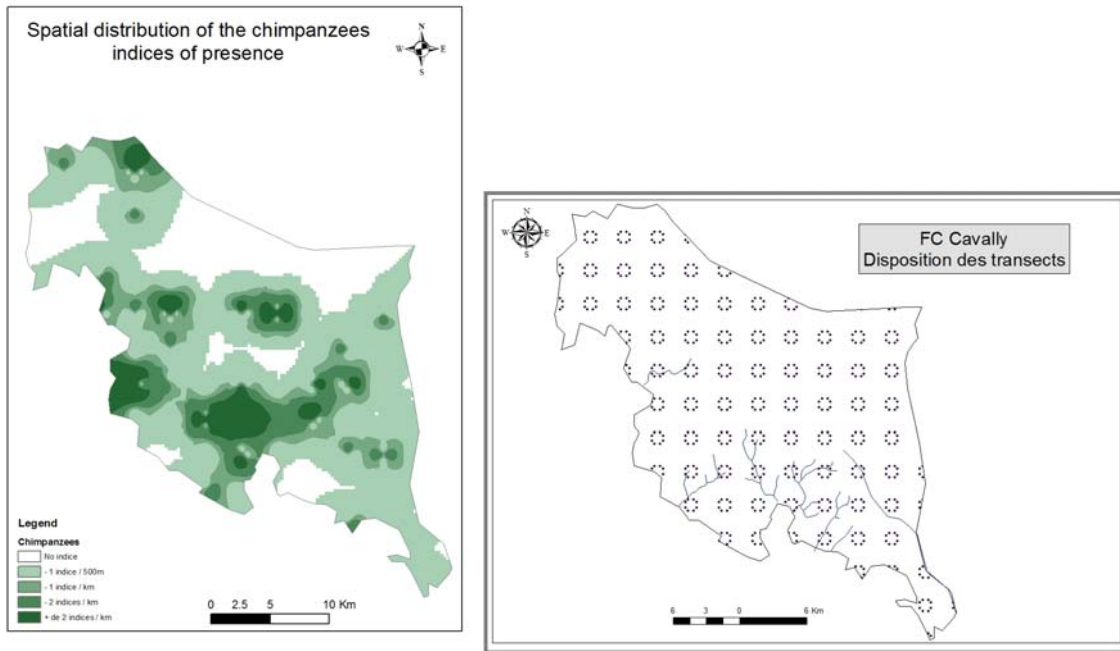 Spatial distribution of the chimpanzees
indices of presence
N
W E
S
Legend
Chimpanzees
No indice
- 1 indice / 500m
- 1 indice / km
- 2 indices / km
+ de 2 indices / km
0 2.5 5 10 Km
N
W E
S
FC Cavally
Disposition des transects
6 3 0 6 Km